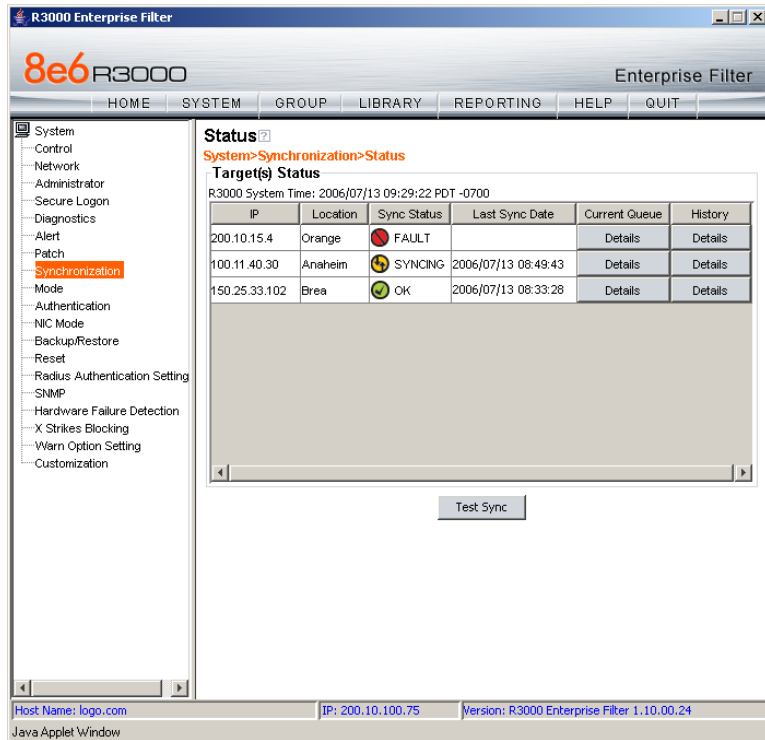 R3000 Enterprise Filter
8e6 R3000
Enterprise Filter
HOME SYSTEM GROUP LIBRARY REPORTING HELP QUIT
System
Control
Network
Administrator
Secure Logon
Diagnostics
Alert
Patch
Synchronization
Mode
Authentication
NIC Mode
Backup/Restore
Reset
Radius Authentication Setting
SNMP
Hardware Failure Detection
X Strikes Blocking
Warn Option Setting
Customization
Status ?
System>Synchronization>Status
Target(s) Status
R3000 System Time: 2006/07/13 09:29:22 PDT -0700
IP Location Sync Status Last Sync Date Current Queue History
200.10.15.4 Orange FAULT Details Details
100.11.40.30 Anaheim SYNCING 2006/07/13 08:49:43 Details Details
150.25.33.102 Brea OK 2006/07/13 08:33:28 Details Details
Test Sync
Host Name: logo.com IP: 200.10.100.75 Version: R3000 Enterprise Filter 1.10.00.24
Java Applet Window